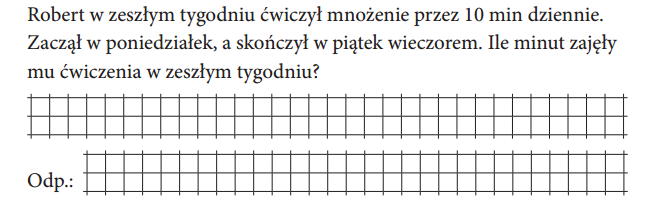 Robert w zeszłym tygodniu ćwiczył mnożenie przez 10 min dziennie.
Zaczął w poniedziałek, a skończył w piątek wieczorem. Ile minut zajęły
mu ćwiczenia w zeszłym tygodniu?
Odp.: